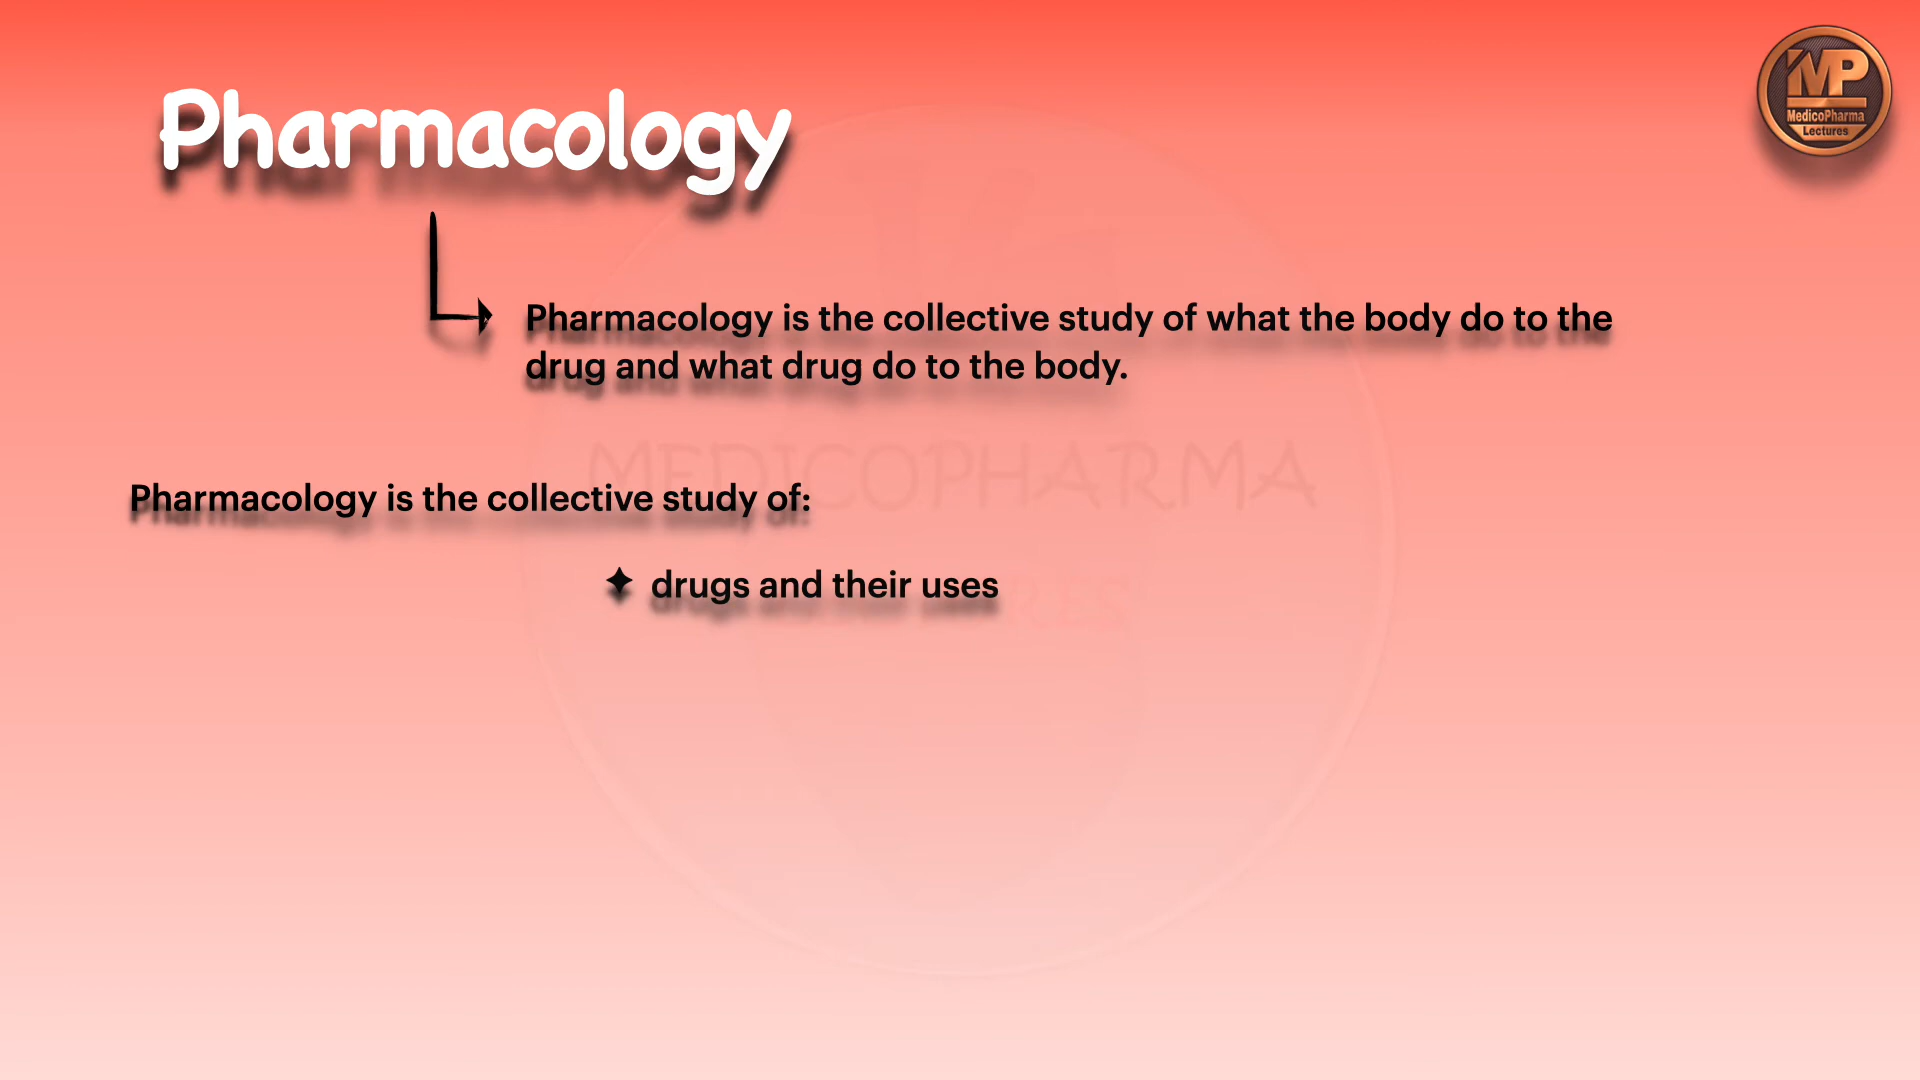 Pharmacology
MP
MedicoPharma
Lectures
Pharmacology is the collective study of what the body do to the
drug and what drug do to the body.
MEDICOPHARMA
Pharmacology is the collective study of:
✦ drugs and their uses